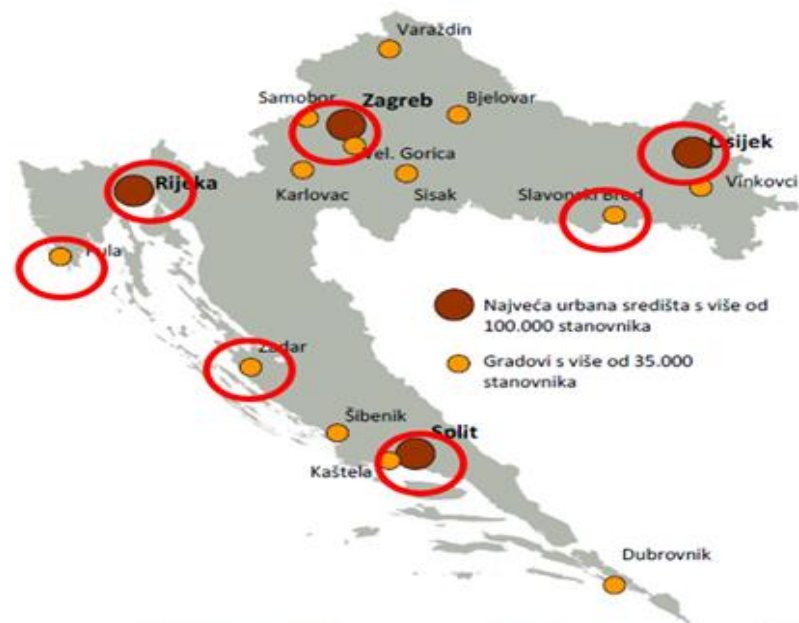 Varaždin
Samobor
Zagreb
Bjelovar
Vel. Gorica
Osijek
Rijeka
Karlovac
Sisak
Slavonski Brod
Vinkovci
Pula
Najveća urbana središta s više od
100.000 stanovnika
Zadar
Gradovi s više od 35.000
stanovnika
Šibenik
Split
Kaštela
Dubrovnik